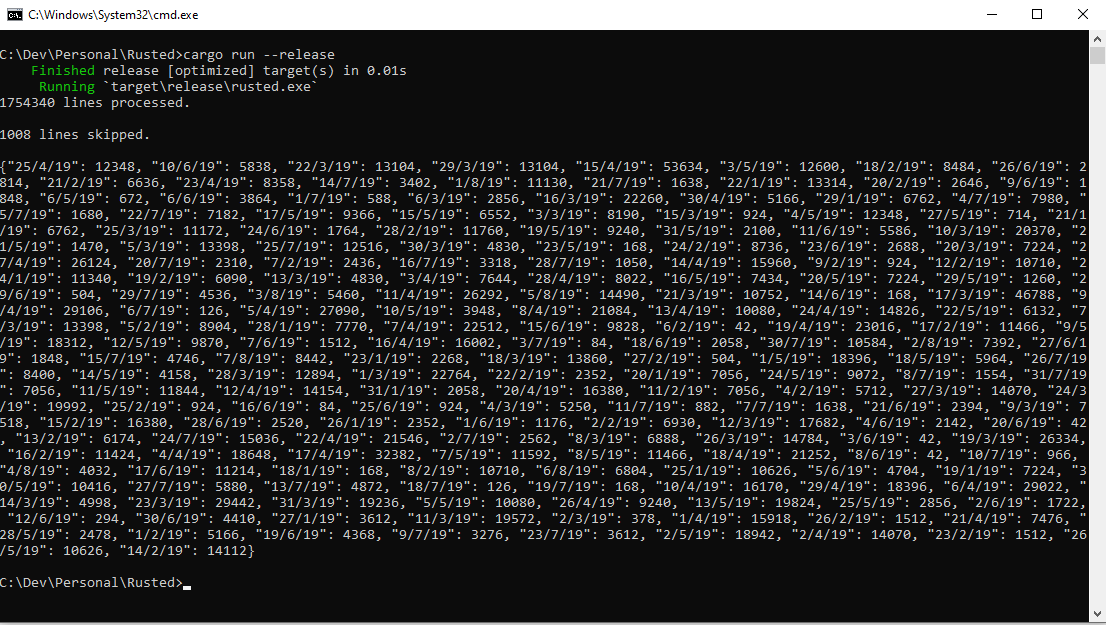 C:\Windows\System32\cmd.exe
C:\Dev\Personal\Rusted>cargo run --release
    Finished release [optimized] target(s) in 0.01s
     Running `target\release\rusted.exe`
1754340 lines processed.
1008 lines skipped.
{"25/4/19": 12348, "10/6/19": 5838, "22/3/19": 13104, "29/3/19": 13104, "15/4/19": 53634, "3/5/19": 12600, "18/2/19": 8484, "26/6/19": 2
814, "21/2/19": 6636, "23/4/19": 8358, "14/7/19": 3402, "1/8/19": 11130, "21/7/19": 1638, "22/1/19": 13314, "20/2/19": 2646, "9/6/19": 1
848, "6/5/19": 672, "6/6/19": 3864, "1/7/19": 588, "6/3/19": 2856, "16/3/19": 22260, "30/4/19": 5166, "29/1/19": 6762, "4/7/19": 7980, "
5/7/19": 1680, "22/7/19": 7182, "17/5/19": 9366, "15/5/19": 6552, "3/3/19": 8190, "15/3/19": 924, "4/5/19": 12348, "27/5/19": 714, "21/1
/19": 6762, "25/3/19": 11172, "24/6/19": 1764, "28/2/19": 11760, "19/5/19": 9240, "31/5/19": 2100, "11/6/19": 5586, "10/3/19": 20370, "2
1/5/19": 1470, "5/3/19": 13398, "25/7/19": 12516, "30/3/19": 4830, "23/5/19": 168, "24/2/19": 8736, "23/6/19": 2688, "20/3/19": 7224, "2
7/4/19": 26124, "20/7/19": 2310, "7/2/19": 2436, "16/7/19": 3318, "28/7/19": 1050, "14/4/19": 15960, "9/2/19": 924, "12/2/19": 10710, "2
4/1/19": 11340, "19/2/19": 6090, "13/3/19": 4830, "3/4/19": 7644, "28/4/19": 8022, "16/5/19": 7434, "20/5/19": 7224, "29/5/19": 1260, "2
9/6/19": 504, "29/7/19": 4536, "3/8/19": 5460, "11/4/19": 26292, "5/8/19": 14490, "21/3/19": 10752, "14/6/19": 168, "17/3/19": 46788, "9
/4/19": 29106, "6/7/19": 126, "5/4/19": 27090, "10/5/19": 3948, "8/4/19": 21084, "13/4/19": 10080, "24/4/19": 14826, "22/5/19": 6132, "7
/3/19": 13398, "5/2/19": 8904, "28/1/19": 7770, "7/4/19": 22512, "15/6/19": 9828, "6/2/19": 42, "19/4/19": 23016, "17/2/19": 11466, "9/5
/19": 18312, "12/5/19": 9870, "7/6/19": 1512, "16/4/19": 16002, "3/7/19": 84, "18/6/19": 2058, "30/7/19": 10584, "2/8/19": 7392, "27/6/1
9": 1848, "15/7/19": 4746, "7/8/19": 8442, "23/1/19": 2268, "18/3/19": 13860, "27/2/19": 504, "1/5/19": 18396, "18/5/19": 5964, "26/7/19
": 8400, "14/5/19": 4158, "28/3/19": 12894, "1/3/19": 22764, "22/2/19": 2352, "20/1/19": 7056, "24/5/19": 9072, "8/7/19": 1554, "31/7/19
": 7056, "11/5/19": 11844, "12/4/19": 14154, "31/1/19": 2058, "20/4/19": 16380, "11/2/19": 7056, "4/2/19": 5712, "27/3/19": 14070, "24/3
/19": 19992, "25/2/19": 924, "16/6/19": 84, "25/6/19": 924, "4/3/19": 5250, "11/7/19": 882, "7/7/19": 1638, "21/6/19": 2394, "9/3/19": 7
518, "15/2/19": 16380, "28/6/19": 2520, "26/1/19": 2352, "1/6/19": 1176, "2/2/19": 6930, "12/3/19": 17682, "4/6/19": 2142, "20/6/19": 42
, "13/2/19": 6174, "24/7/19": 15036, "22/4/19": 21546, "2/7/19": 2562, "8/3/19": 6888, "26/3/19": 14784, "3/6/19": 42, "19/3/19": 26334,
 "16/2/19": 11424, "4/4/19": 18648, "17/4/19": 32382, "7/5/19": 11592, "8/5/19": 11466, "18/4/19": 21252, "8/6/19": 42, "10/7/19": 966,
"4/8/19": 4032, "17/6/19": 11214, "18/1/19": 168, "8/2/19": 10710, "6/8/19": 6804, "25/1/19": 10626, "5/6/19": 4704, "19/1/19": 7224, "3
0/5/19": 10416, "27/7/19": 5880, "13/7/19": 4872, "18/7/19": 126, "19/7/19": 168, "10/4/19": 16170, "29/4/19": 18396, "6/4/19": 29022, "
14/3/19": 4998, "23/3/19": 29442, "31/3/19": 19236, "5/5/19": 10080, "26/4/19": 9240, "13/5/19": 19824, "25/5/19": 2856, "2/6/19": 1722,
 "12/6/19": 294, "30/6/19": 4410, "27/1/19": 3612, "11/3/19": 19572, "2/3/19": 378, "1/4/19": 15918, "26/2/19": 1512, "21/4/19": 7476, "
28/5/19": 2478, "1/2/19": 5166, "19/6/19": 4368, "9/7/19": 3276, "23/7/19": 3612, "2/5/19": 18942, "2/4/19": 14070, "23/2/19": 1512, "26
/5/19": 10626, "14/2/19": 14112}
C:\Dev\Personal\Rusted>